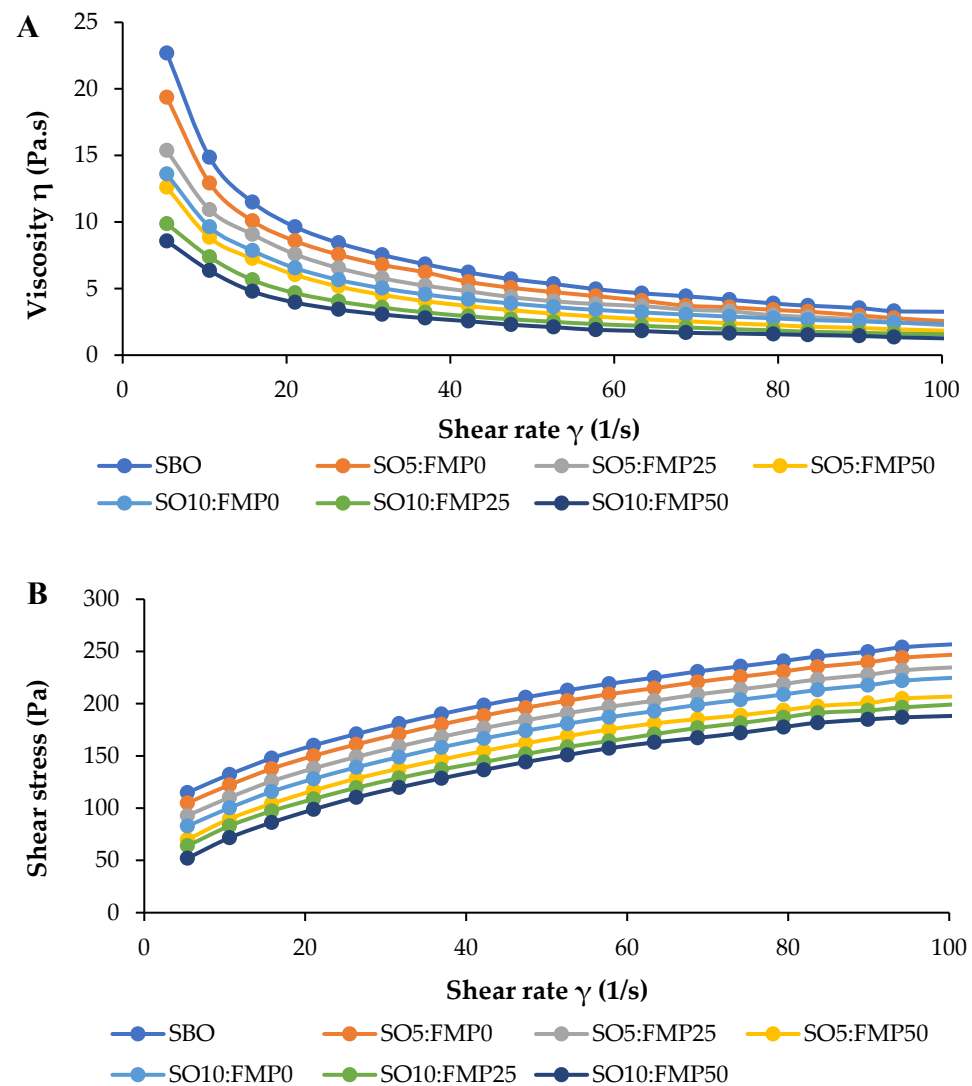 A
25
20
15
10
5
0
Viscosity η (Pa.s)
0 20 40 60 80 100
Shear rate γ (1/s)
SBO SO5:FMP0 SO5:FMP25 SO5:FMP50
SO10:FMP0 SO10:FMP25 SO10:FMP50
B
300
250
200
150
100
50
0
Shear stress (Pa)
0 20 40 60 80 100
Shear rate γ (1/s)
SBO SO5:FMP0 SO5:FMP25 SO5:FMP50
SO10:FMP0 SO10:FMP25 SO10:FMP50